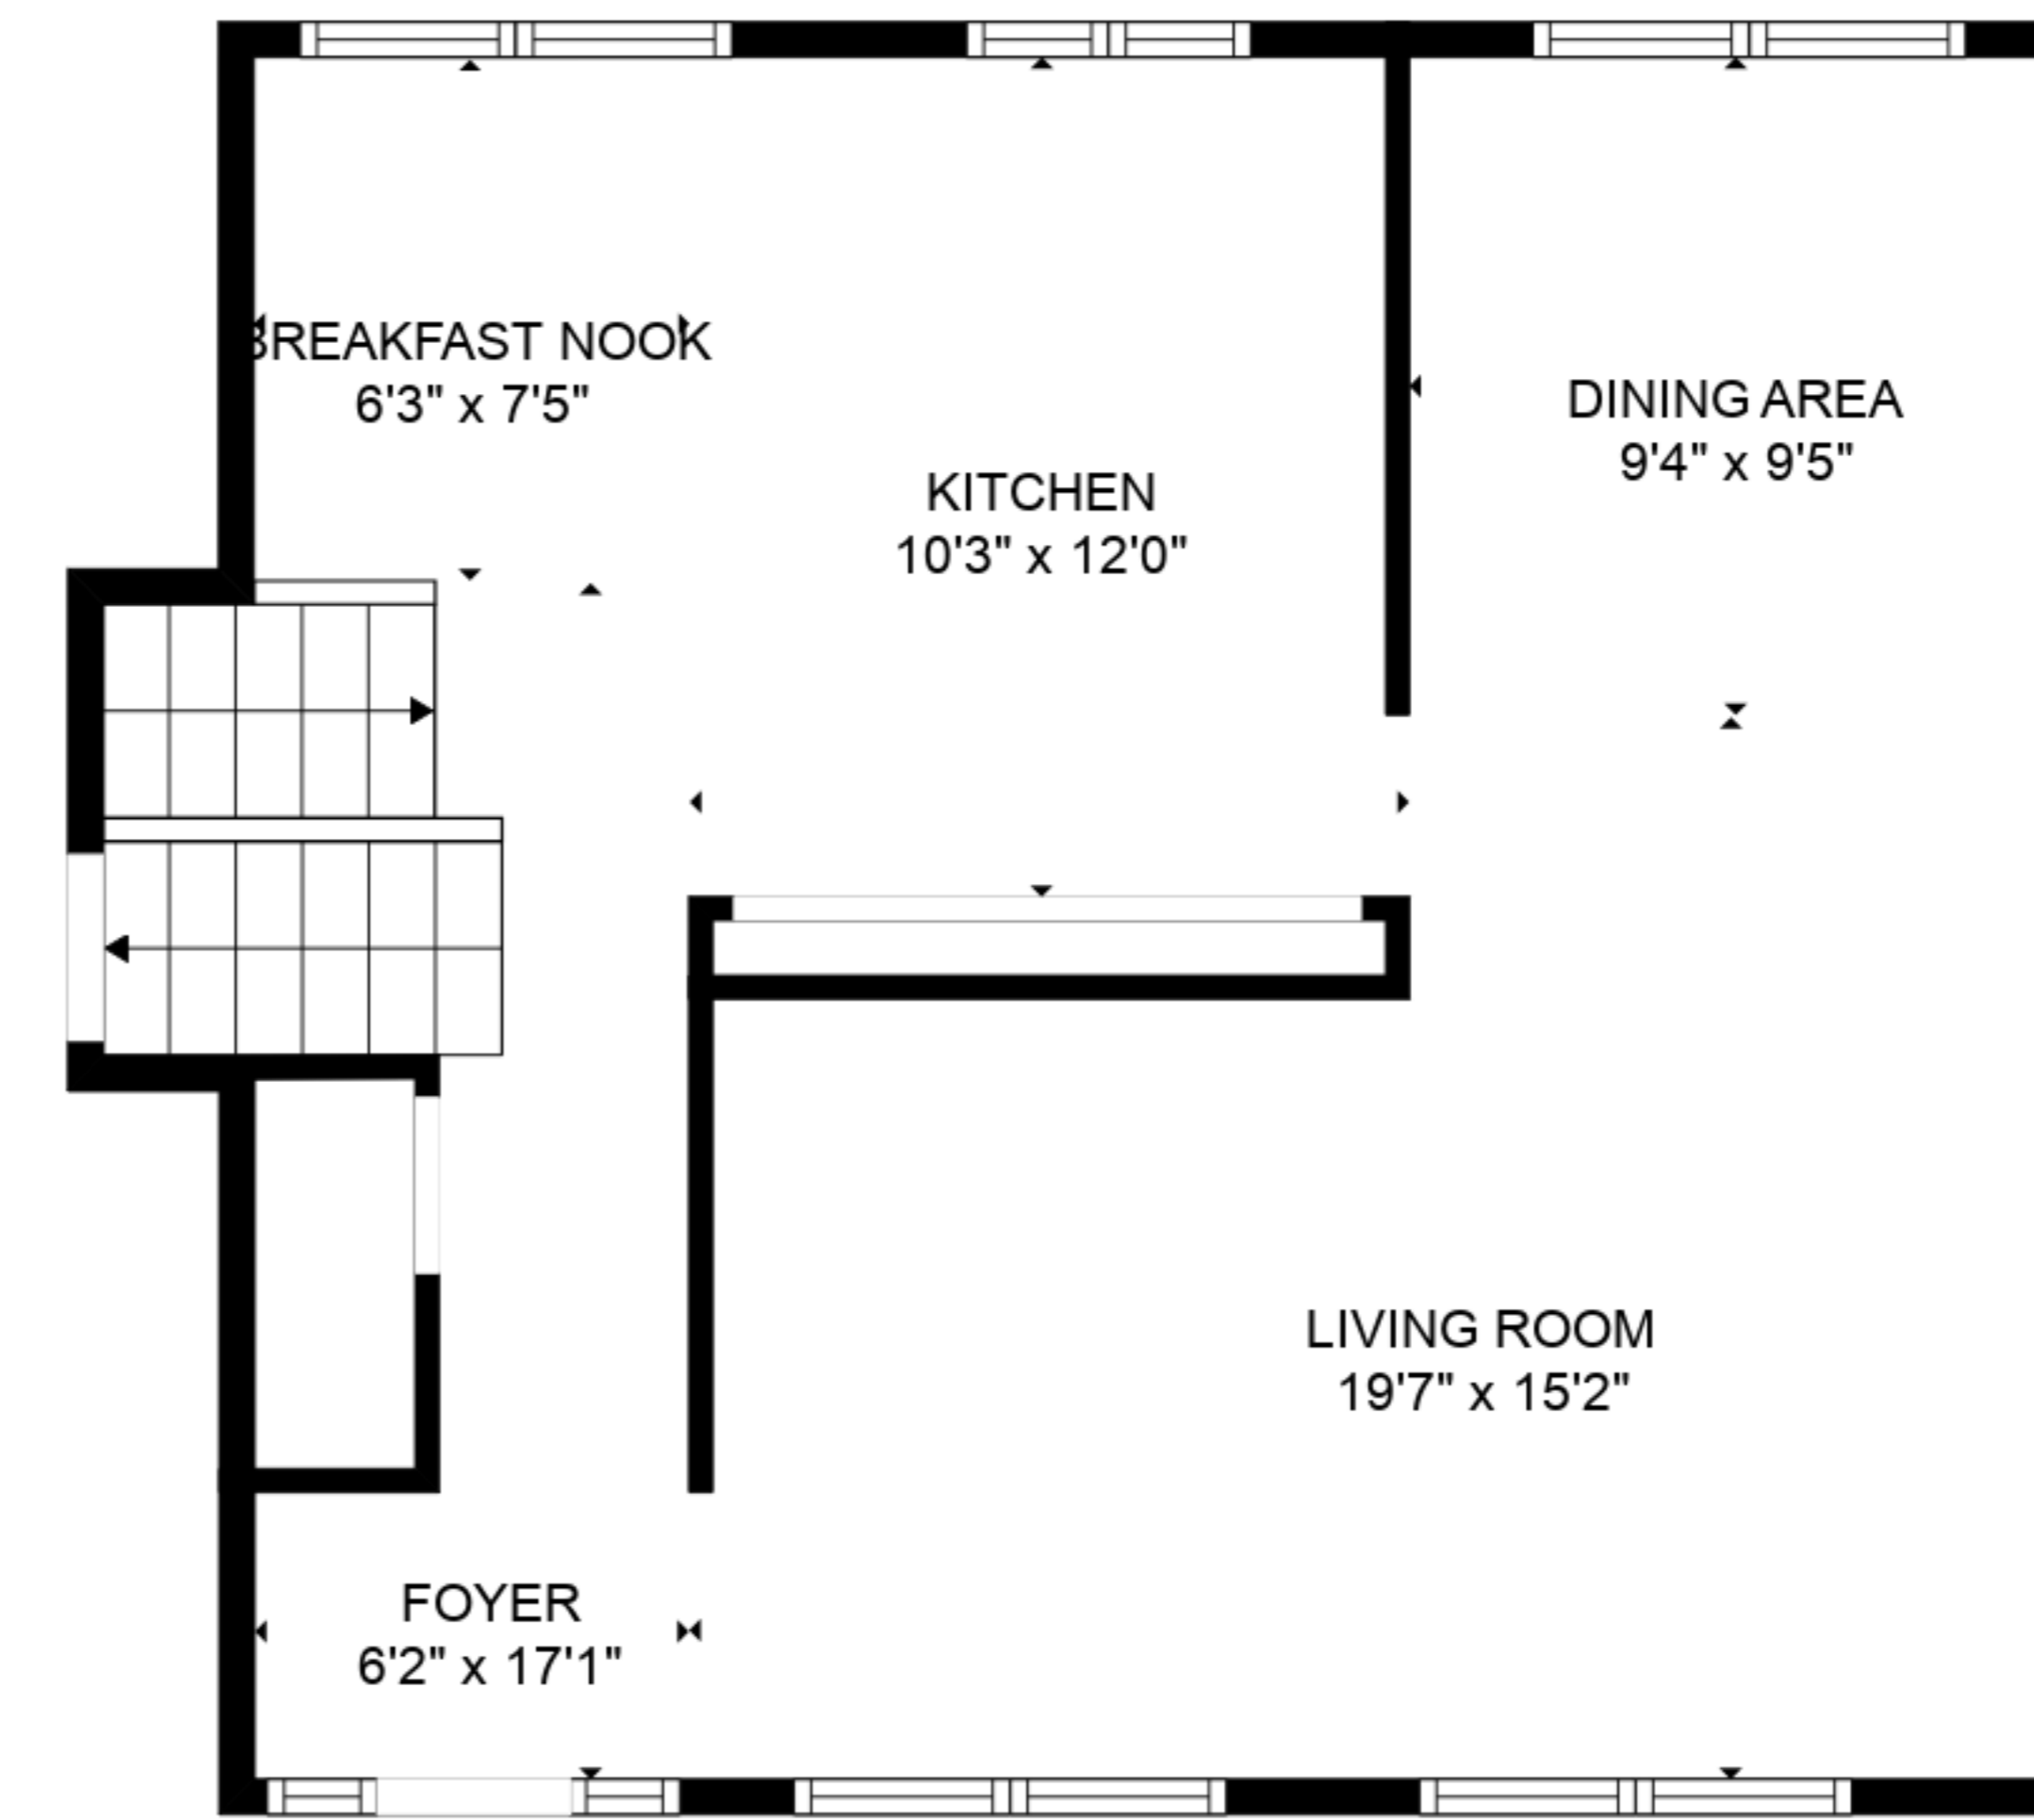 BREAKFAST NOOK
6'3" x 7'5"
DINING AREA
9'4" x 9'5"
KITCHEN
10'3" x 12'0"
LIVING ROOM
19'7" x 15'2"
FOYER
6'2" x 17'1"